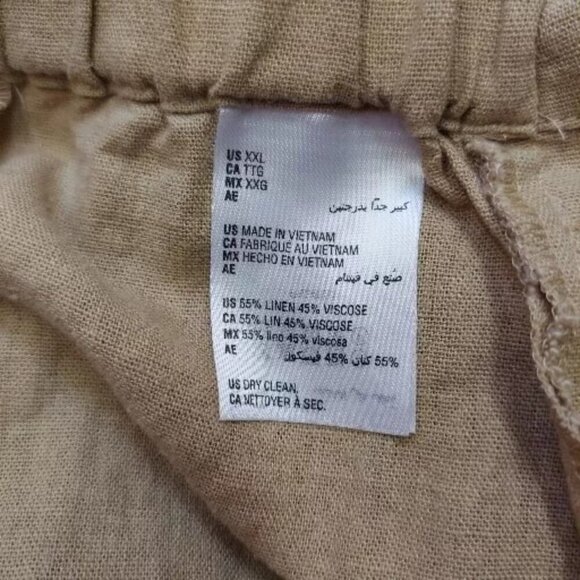 US XXL
CA TTG
MX XXG
AE
كبير جدًا بدرجتين
US MADE IN VIETNAM
CA FABRIQUÉ AU VIETNAM
MX HECHO EN VIETNAM
AE
صُنع في فيتنام
US 55% LINEN 45% VISCOSE
CA 55% LIN 45% VISCOSE
MX 55% lino 45% viscosa
AE
55% كتان 45% فيسكوز
US DRY CLEAN.
CA NETTOYER À SEC.